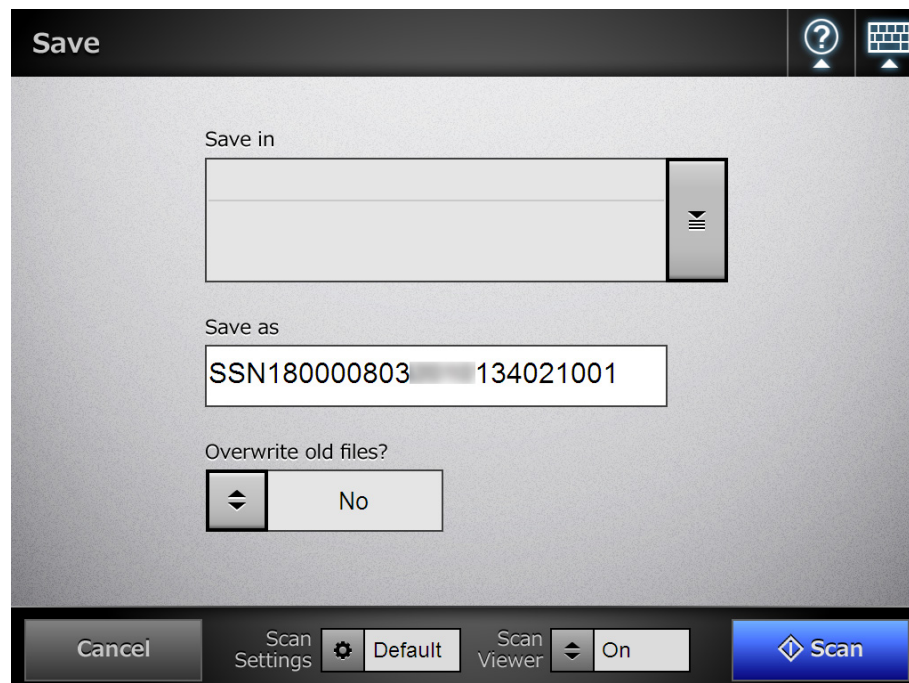 Save
?
Save in
Save as
SSN180000803 134021001
Overwrite old files?
No
Cancel
Scan Settings
Default
Scan Viewer
On
Scan